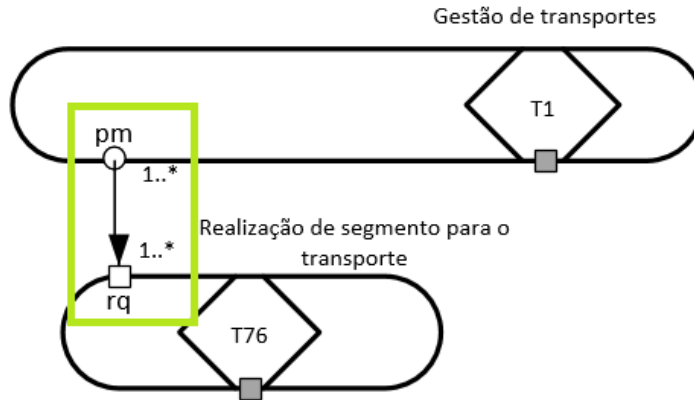 Gestão de transportes
T1
pm
1..*
1..*
Realização de segmento para o
transporte
rq
T76